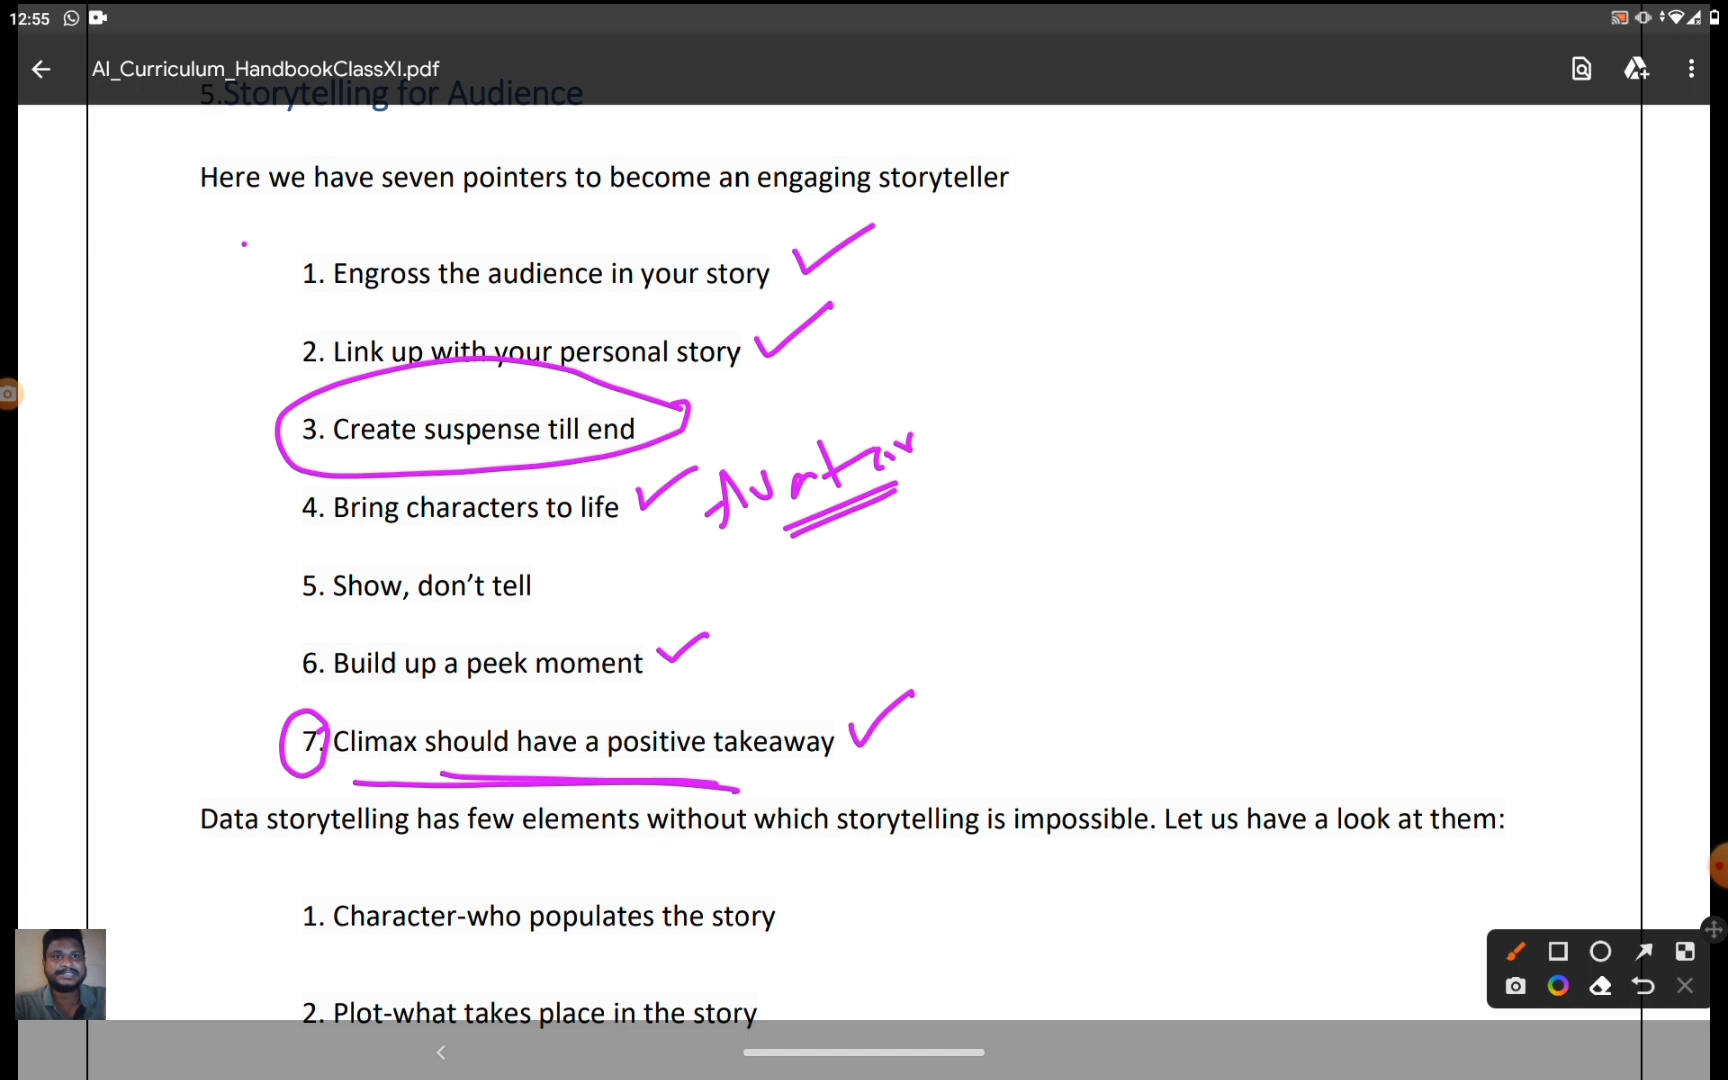 12:55
AI_Curriculum_HandbookClassXI.pdf
5.Storytelling for Audience
Here we have seven pointers to become an engaging storyteller
1. Engross the audience in your story
2. Link up with your personal story
3. Create suspense till end
4. Bring characters to life
5. Show, don’t tell
6. Build up a peek moment
7. Climax should have a positive takeaway
Data storytelling has few elements without which storytelling is impossible. Let us have a look at them:
1. Character-who populates the story
2. Plot-what takes place in the story